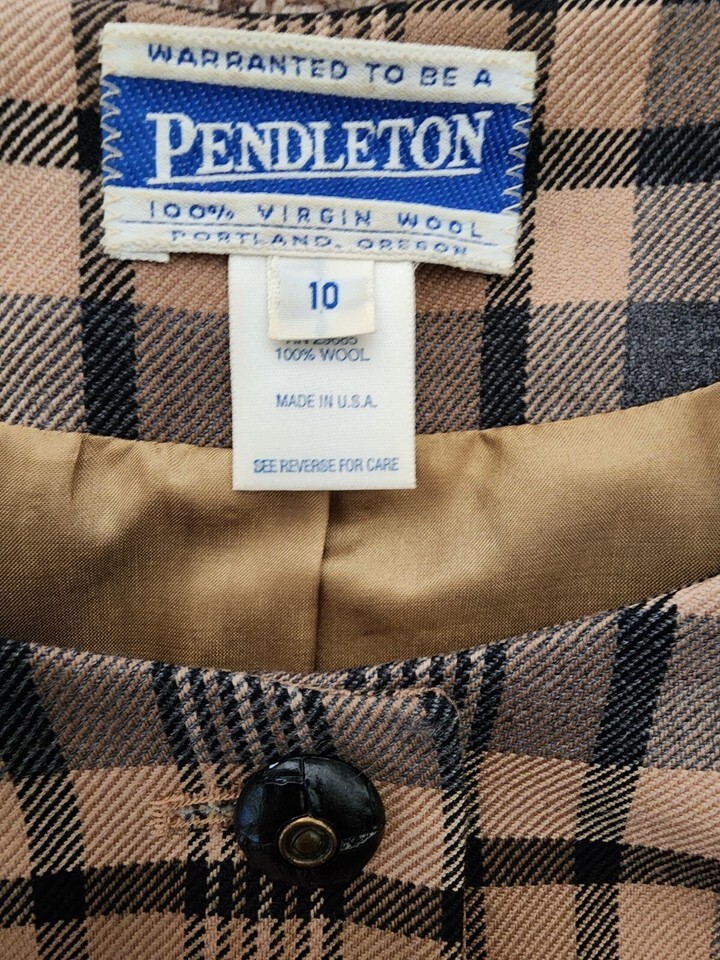 WARRANTED TO BE A
PENDLETON
100% VIRGIN WOOL
PORTLAND, OREGON
10
100% WOOL
MADE IN U.S.A.
SEE REVERSE FOR CARE